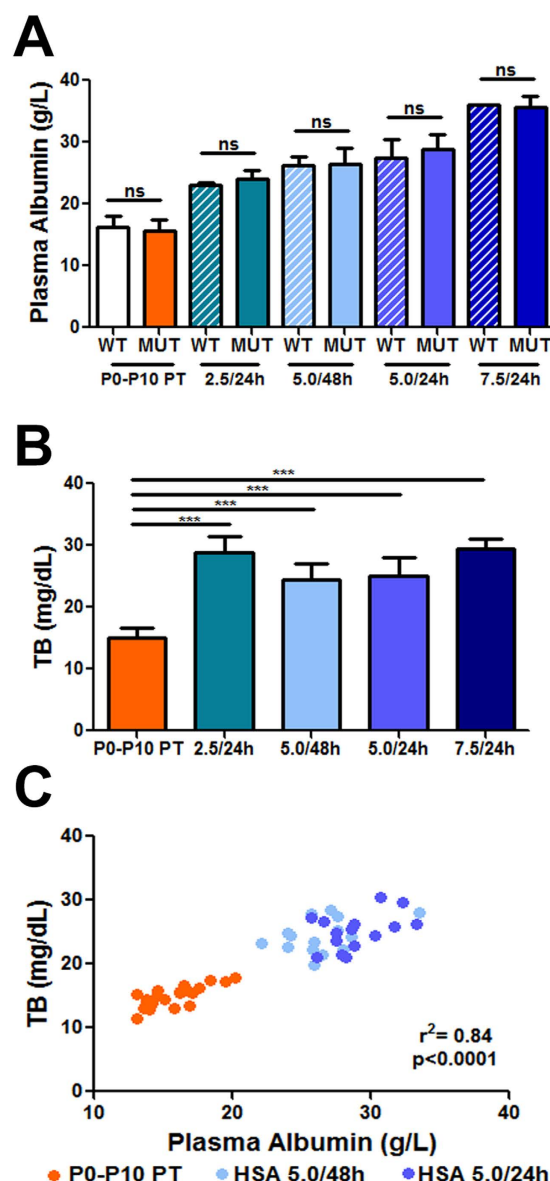 A
Plasma Albumin (g/L)
40
30
20
10
0
ns ns ns ns ns
WT MUT WT MUT WT MUT WT MUT WT MUT
P0-P10 PT 2.5/24h 5.0/48h 5.0/24h 7.5/24h
B
TB (mg/dL)
40
30
20
10
0
***
***
***
***
P0-P10 PT 2.5/24h 5.0/48h 5.0/24h 7.5/24h
C
TB (mg/dL)
40
30
20
10
0
r²= 0.84
p<0.0001
10 20 30 40
Plasma Albumin (g/L)
P0-P10 PT HSA 5.0/48h HSA 5.0/24h